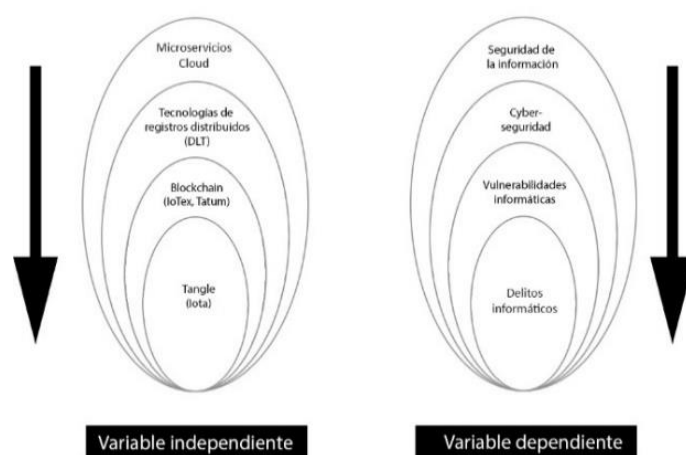 Microservicios
Cloud
Tecnologías de
registros distribuidos
(DLT)
Blockchain
(IoTex, Tatum)
Tangle
(Iota)
Variable independiente
Seguridad de
la información
Cyber-
seguridad
Vulnerabilidades
informáticas
Delitos
informáticos
Variable dependiente